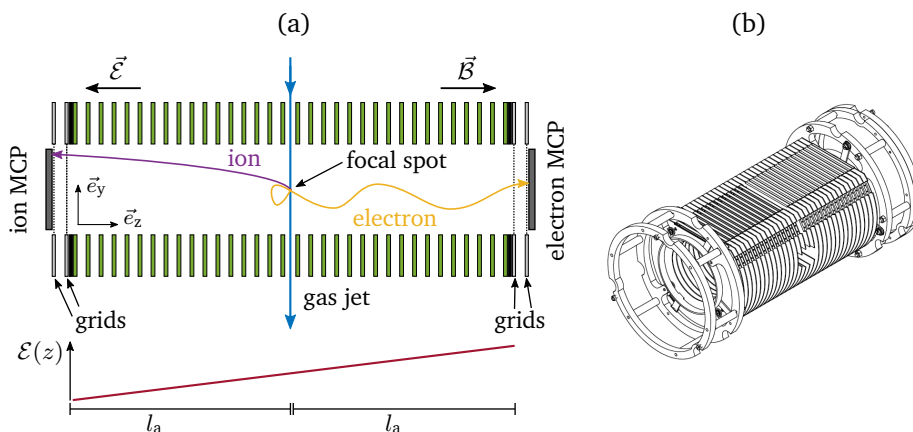 (a)
(b)
ℰ⃗
ℬ⃗
ion MCP
ion
focal spot
e⃗y
e⃗z
electron
electron MCP
gas jet
grids
grids
ℰ(z)
la
la